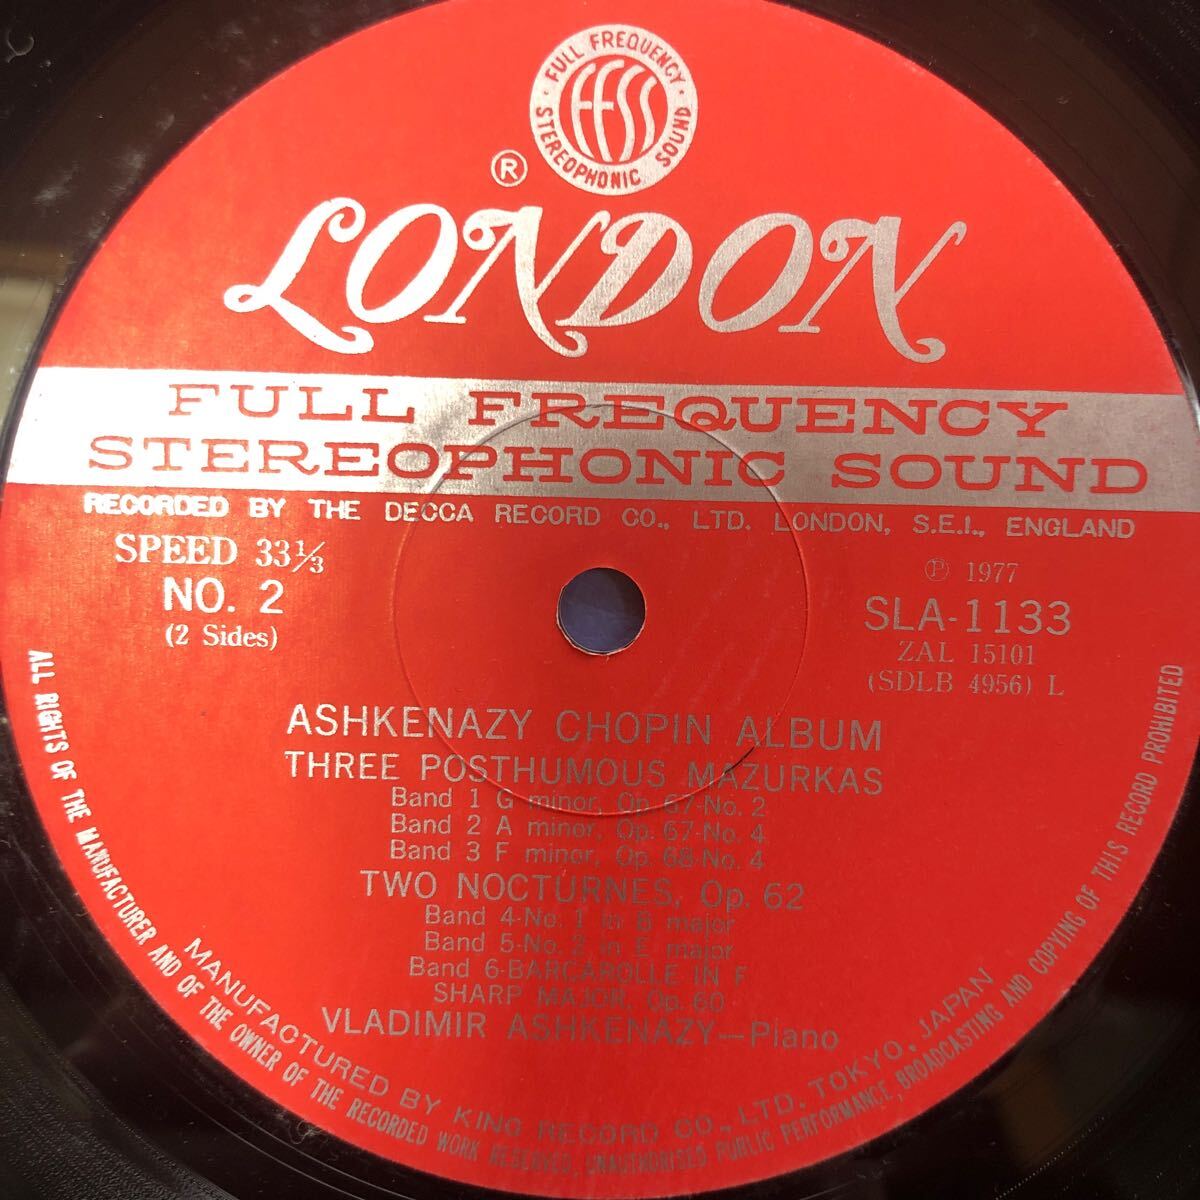 FULL FREQUENCY
FFSS
STEREOPHONIC SOUND
®
LONDON
FULL FREQUENCY
STEREOPHONIC SOUND
RECORDED BY THE DECCA RECORD CO., LTD. LONDON, S.E.I., ENGLAND
SPEED 33⅓
NO. 2
(2 Sides)
Ⓟ 1977
SLA-1133
ZAL 15101
(SDLB 4956) L
ASHKENAZY CHOPIN ALBUM
THREE POSTHUMOUS MAZURKAS
Band 1 G minor, Op. 67-No. 2
Band 2 A minor, Op. 67-No. 4
Band 3 F minor, Op. 68-No. 4
TWO NOCTURNES, Op. 62
Band 4-No. 1 in B major
Band 5-No. 2 in E major
Band 6-BARCAROLLE IN F
SHARP MAJOR, Op. 60
VLADIMIR ASHKENAZY—Piano
MANUFACTURED BY KING RECORD CO., LTD. TOKYO, JAPAN
ALL RIGHTS OF THE MANUFACTURER AND OF THE OWNER OF THE RECORDED WORK RESERVED. UNAUTHORISED PUBLIC PERFORMANCE, BROADCASTING AND COPYING OF THIS RECORD PROHIBITED